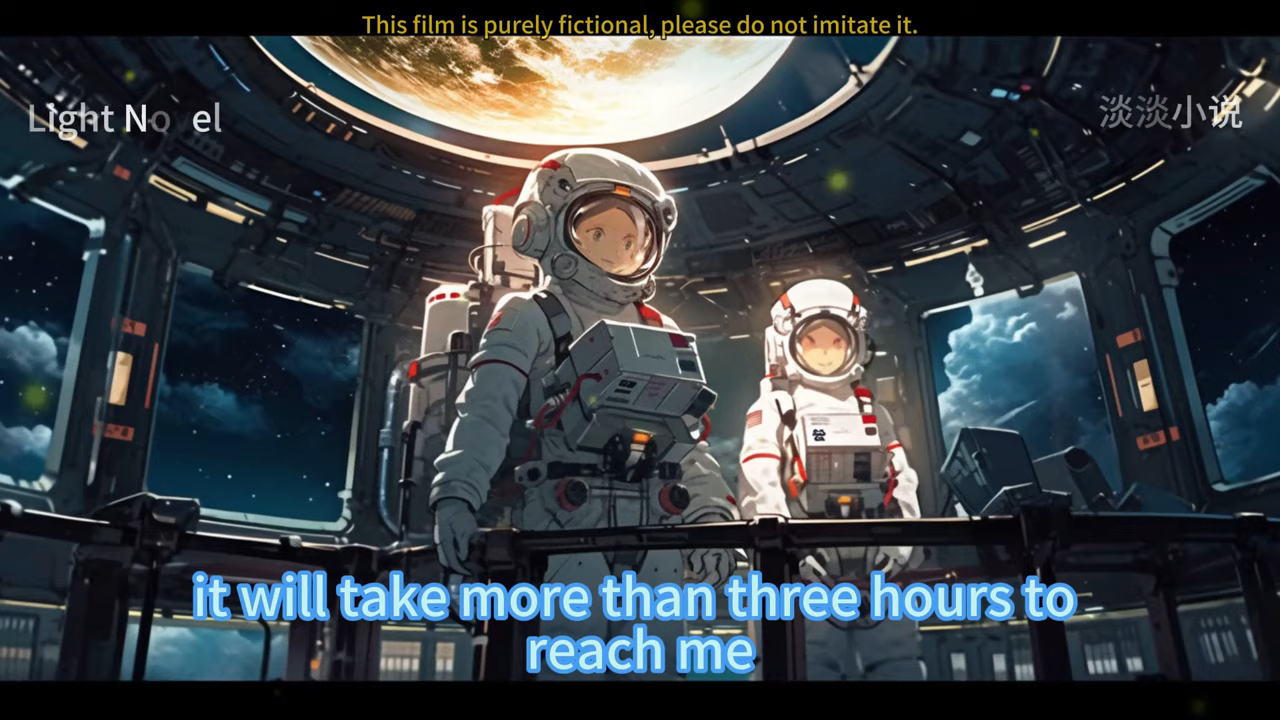 This film is purely fictional, please do not imitate it.
Light No el
淡淡小说
it will take more than three hours to
reach me